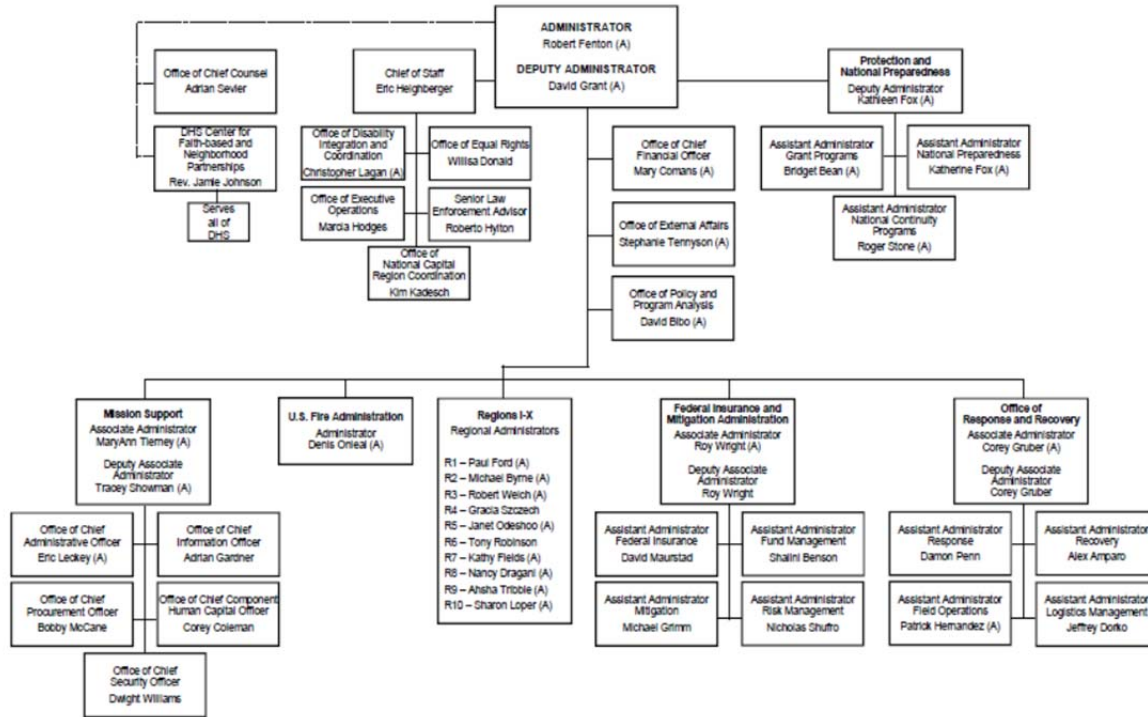 ADMINISTRATOR
Robert Fenton (A)
DEPUTY ADMINISTRATOR
David Grant (A)
Office of Chief Counsel
Adrian Sevier
DHS Center for
Faith-based and
Neighborhood
Partnerships
Rev. Jamie Johnson
Serves
all of
DHS
Chief of Staff
Eric Heighberger
Office of Disability
Integration and
Coordination
Christopher Lagan (A)
Office of Equal Rights
Willisa Donald
Office of Executive
Operations
Marcia Hodges
Senior Law
Enforcement Advisor
Roberto Hylton
Office of
National Capital
Region Coordination
Kim Kadesch
Office of Chief
Financial Officer
Mary Comans (A)
Office of External Affairs
Stephanie Tennyson (A)
Office of Policy and
Program Analysis
David Bibo (A)
Protection and
National Preparedness
Deputy Administrator
Kathleen Fox (A)
Assistant Administrator
Grant Programs
Bridget Bean (A)
Assistant Administrator
National Preparedness
Katherine Fox (A)
Assistant Administrator
National Continuity
Programs
Roger Stone (A)
Mission Support
Associate Administrator
MaryAnn Tierney (A)
Deputy Associate
Administrator
Tracey Showman (A)
Office of Chief
Administrative Officer
Eric Leckey (A)
Office of Chief
Information Officer
Adrian Gardner
Office of Chief
Procurement Officer
Bobby McCane
Office of Chief Component
Human Capital Officer
Corey Coleman
Office of Chief
Security Officer
Dwight Williams
U.S. Fire Administration
Administrator
Denis Onieal (A)
Regions I-X
Regional Administrators
R1 – Paul Ford (A)
R2 – Michael Byrne (A)
R3 – Robert Welch (A)
R4 – Gracia Szczech
R5 – Janet Odeshoo (A)
R6 – Tony Robinson
R7 – Kathy Fields (A)
R8 – Nancy Dragani (A)
R9 – Ahsha Tribble (A)
R10 – Sharon Loper (A)
Federal Insurance and
Mitigation Administration
Associate Administrator
Roy Wright (A)
Deputy Associate
Administrator
Roy Wright
Assistant Administrator
Federal Insurance
David Maurstad
Assistant Administrator
Fund Management
Shalini Benson
Assistant Administrator
Mitigation
Michael Grimm
Assistant Administrator
Risk Management
Nicholas Shufro
Office of
Response and Recovery
Associate Administrator
Corey Gruber (A)
Deputy Associate
Administrator
Corey Gruber
Assistant Administrator
Response
Damon Penn
Assistant Administrator
Recovery
Alex Amparo
Assistant Administrator
Field Operations
Patrick Hernandez (A)
Assistant Administrator
Logistics Management
Jeffrey Dorko